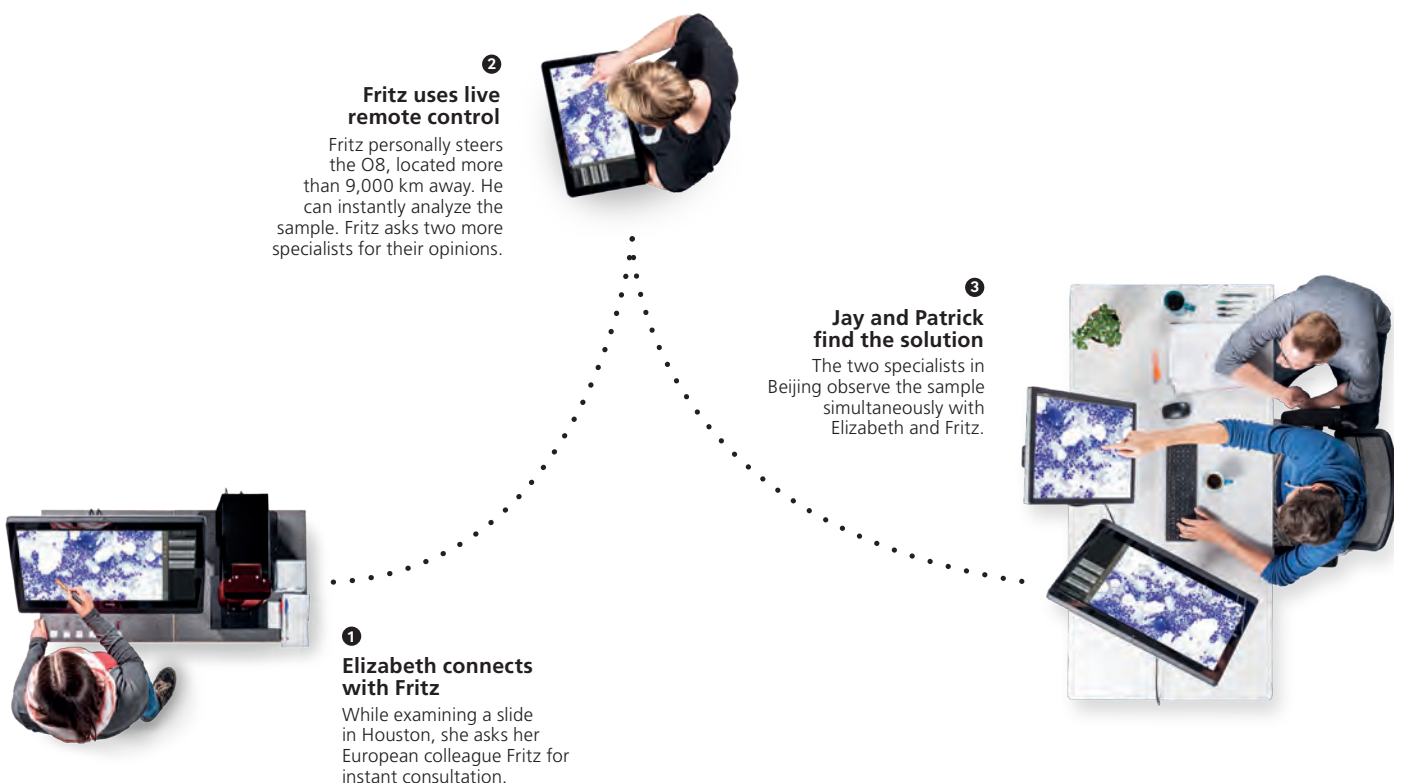 1
Elizabeth connects
with Fritz
While examining a slide
in Houston, she asks her
European colleague Fritz for
instant consultation.
2
Fritz uses live
remote control
Fritz personally steers
the O8, located more
than 9,000 km away. He
can instantly analyze the
sample. Fritz asks two more
specialists for their opinions.
3
Jay and Patrick
find the solution
The two specialists in
Beijing observe the sample
simultaneously with
Elizabeth and Fritz.